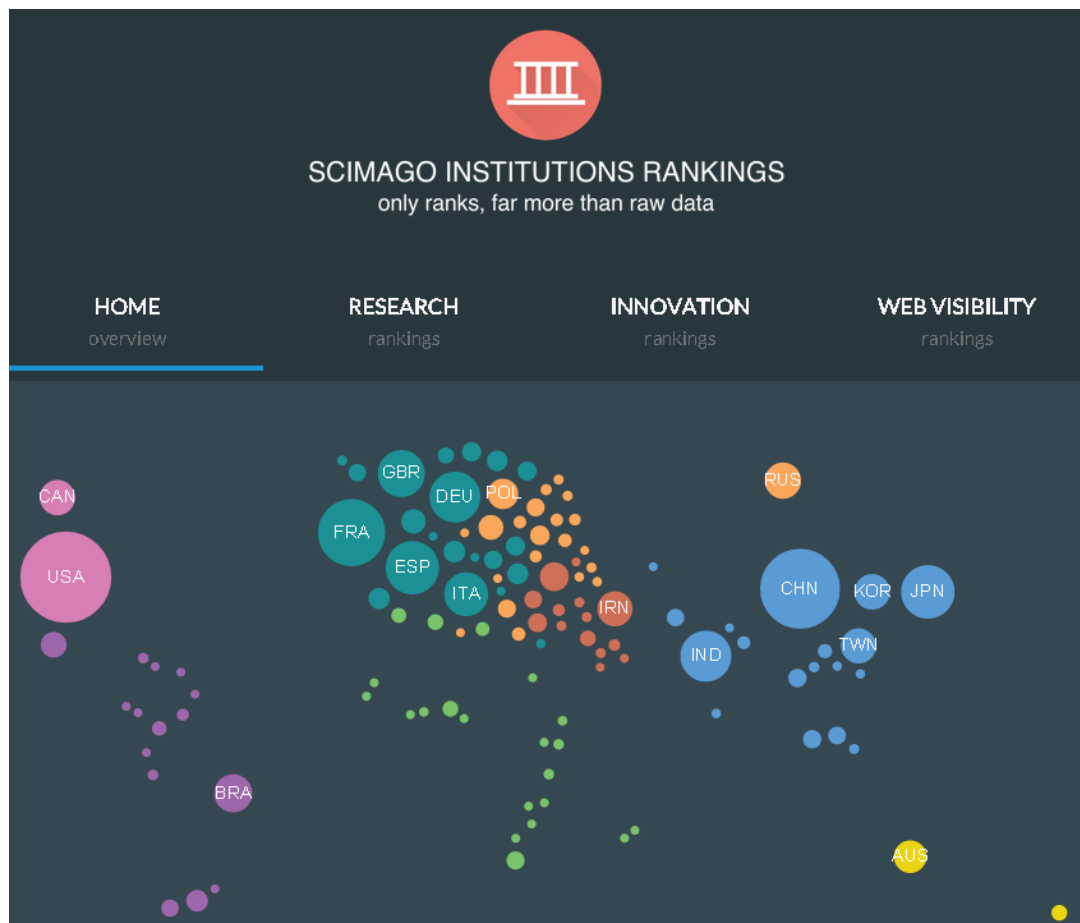 SCIMAGO INSTITUTIONS RANKINGS
only ranks, far more than raw data
HOME
overview
RESEARCH
rankings
INNOVATION
rankings
WEB VISIBILITY
rankings
CAN
USA
BRA
GBR
DEU
POL
FRA
ESP
ITA
IRN
RUS
CHN
KOR
JPN
IND
TWN
AUS